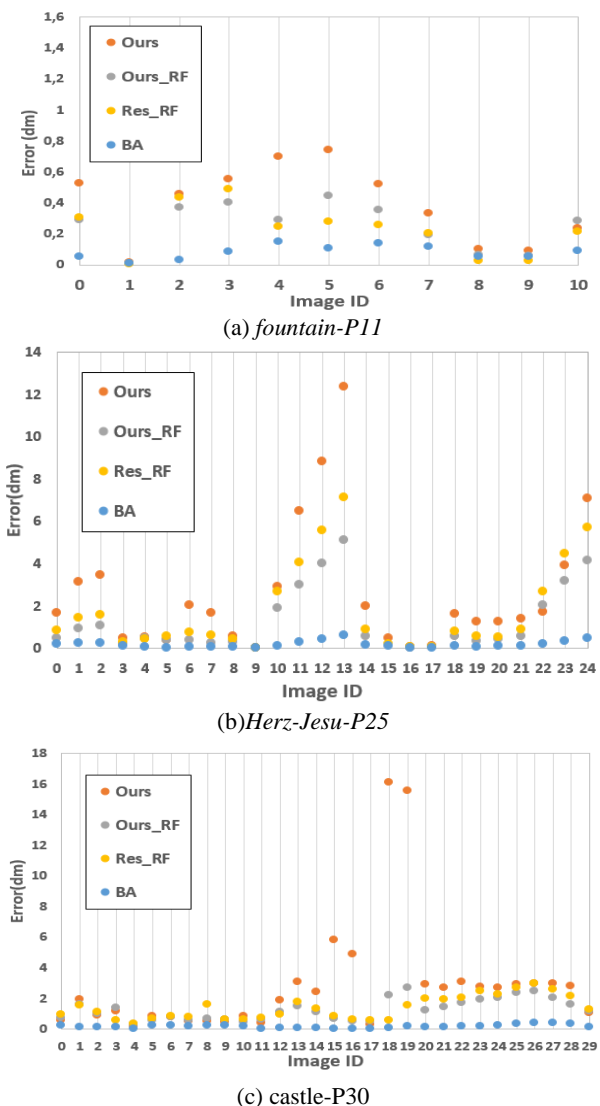 1,6
1,4
1,2
1
0,8
0,6
0,4
0,2
0
Error (dm)
Ours
Ours_RF
Res_RF
BA
0 1 2 3 4 5 6 7 8 9 10
Image ID
(a) fountain-P11
14
12
10
8
6
4
2
0
Error(dm)
Ours
Ours_RF
Res_RF
BA
0 1 2 3 4 5 6 7 8 9 10 11 12 13 14 15 16 17 18 19 20 21 22 23 24
Image ID
(b)Herz-Jesu-P25
18
16
14
12
10
8
6
4
2
0
Error(dm)
Ours
Ours_RF
Res_RF
BA
0 1 2 3 4 5 6 7 8 9 10 11 12 13 14 15 16 17 18 19 20 21 22 23 24 25 26 27 28 29
Image ID
(c) castle-P30